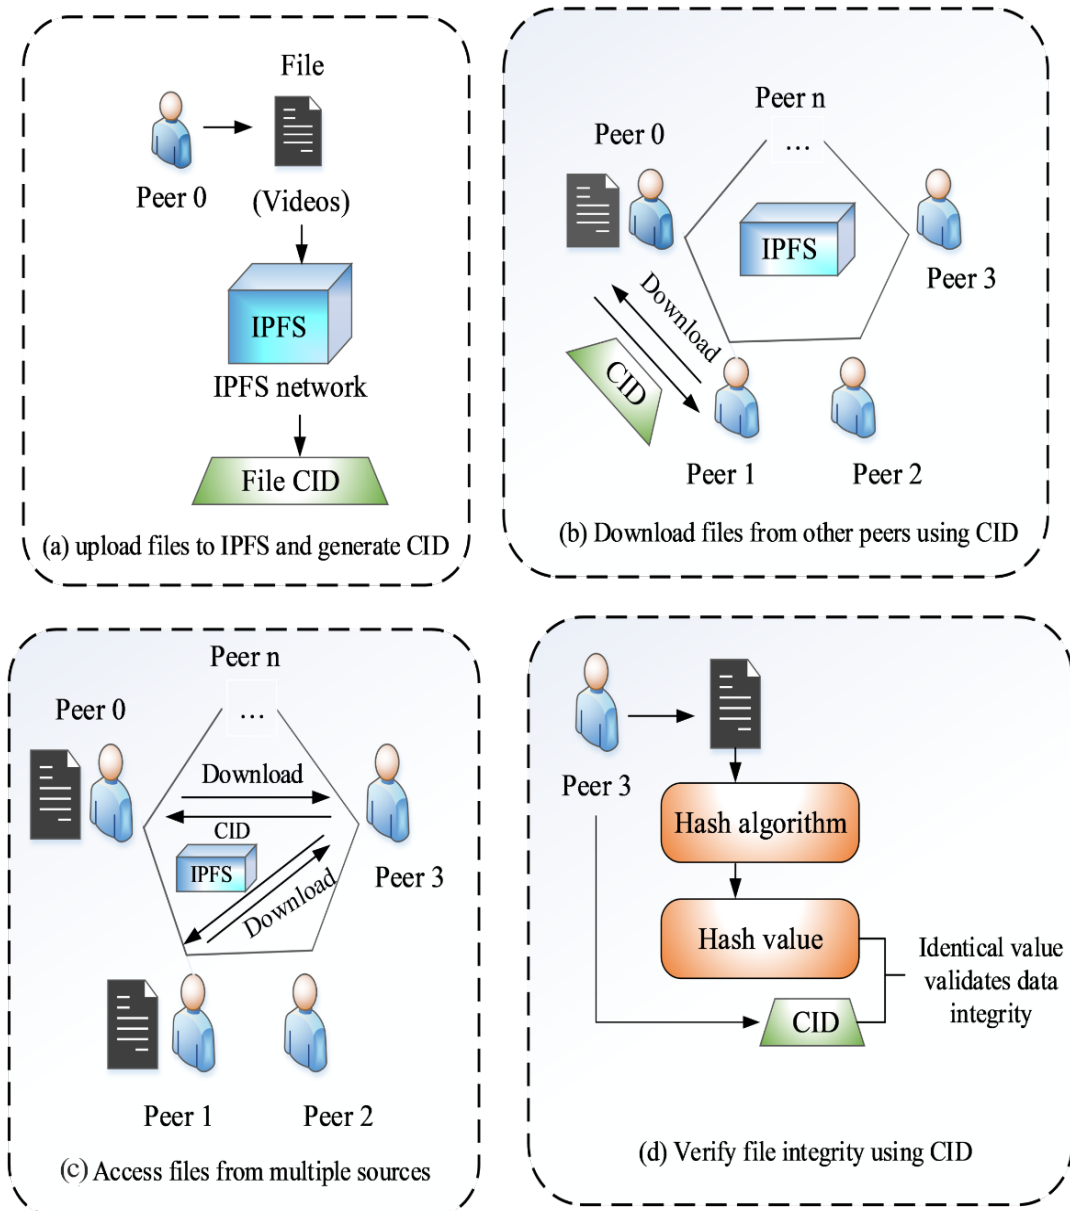 File
Peer 0
(Videos)
IPFS
IPFS network
File CID
(a) upload files to IPFS and generate CID
Peer n
...
Peer 0
IPFS
Peer 3
Download
CID
Peer 1
Peer 2
(b) Download files from other peers using CID
Peer n
...
Peer 0
Download
CID
IPFS
Peer 3
Download
Peer 1
Peer 2
(c) Access files from multiple sources
Peer 3
Hash algorithm
Hash value
Identical value
validates data
integrity
CID
(d) Verify file integrity using CID